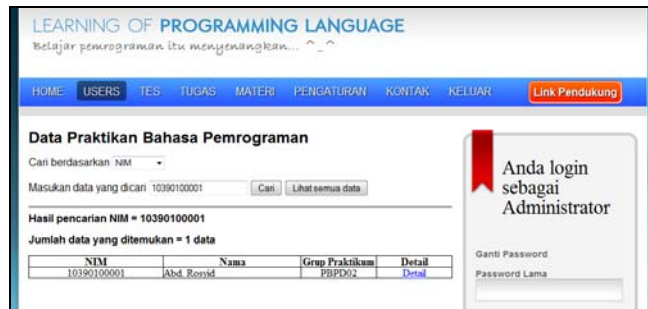 LEARNING OF PROGRAMMING LANGUAGE
Belajar pemrograman itu menyenangkan... ^_^
HOME USERS TES TUGAS MATERI PENGATURAN KONTAK KELUAR Link Pendukung
Data Praktikan Bahasa Pemrograman
Cari berdasarkan NIM
Masukan data yang dicari 10390100001 Cari Lihat semua data
Hasil pencarian NIM = 10390100001
Jumlah data yang ditemukan = 1 data
NIM Nama Grup Praktikum Detail
10390100001 Abd. Rosyid PBPD02 Detail
Anda login
sebagai
Administrator
Ganti Password
Password Lama